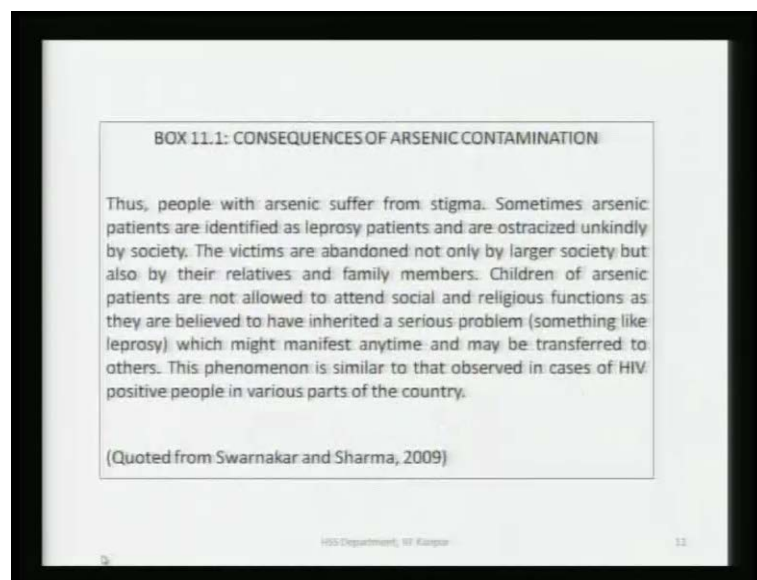 BOX 11.1: CONSEQUENCES OF ARSENIC CONTAMINATION
Thus, people with arsenic suffer from stigma. Sometimes arsenic
patients are identified as leprosy patients and are ostracized unkindly
by society. The victims are abandoned not only by larger society but
also by their relatives and family members. Children of arsenic
patients are not allowed to attend social and religious functions as
they are believed to have inherited a serious problem (something like
leprosy) which might manifest anytime and may be transferred to
others. This phenomenon is similar to that observed in cases of HIV
positive people in various parts of the country.
(Quoted from Swarnakar and Sharma, 2009)
HSS Department, IIT Kanpur